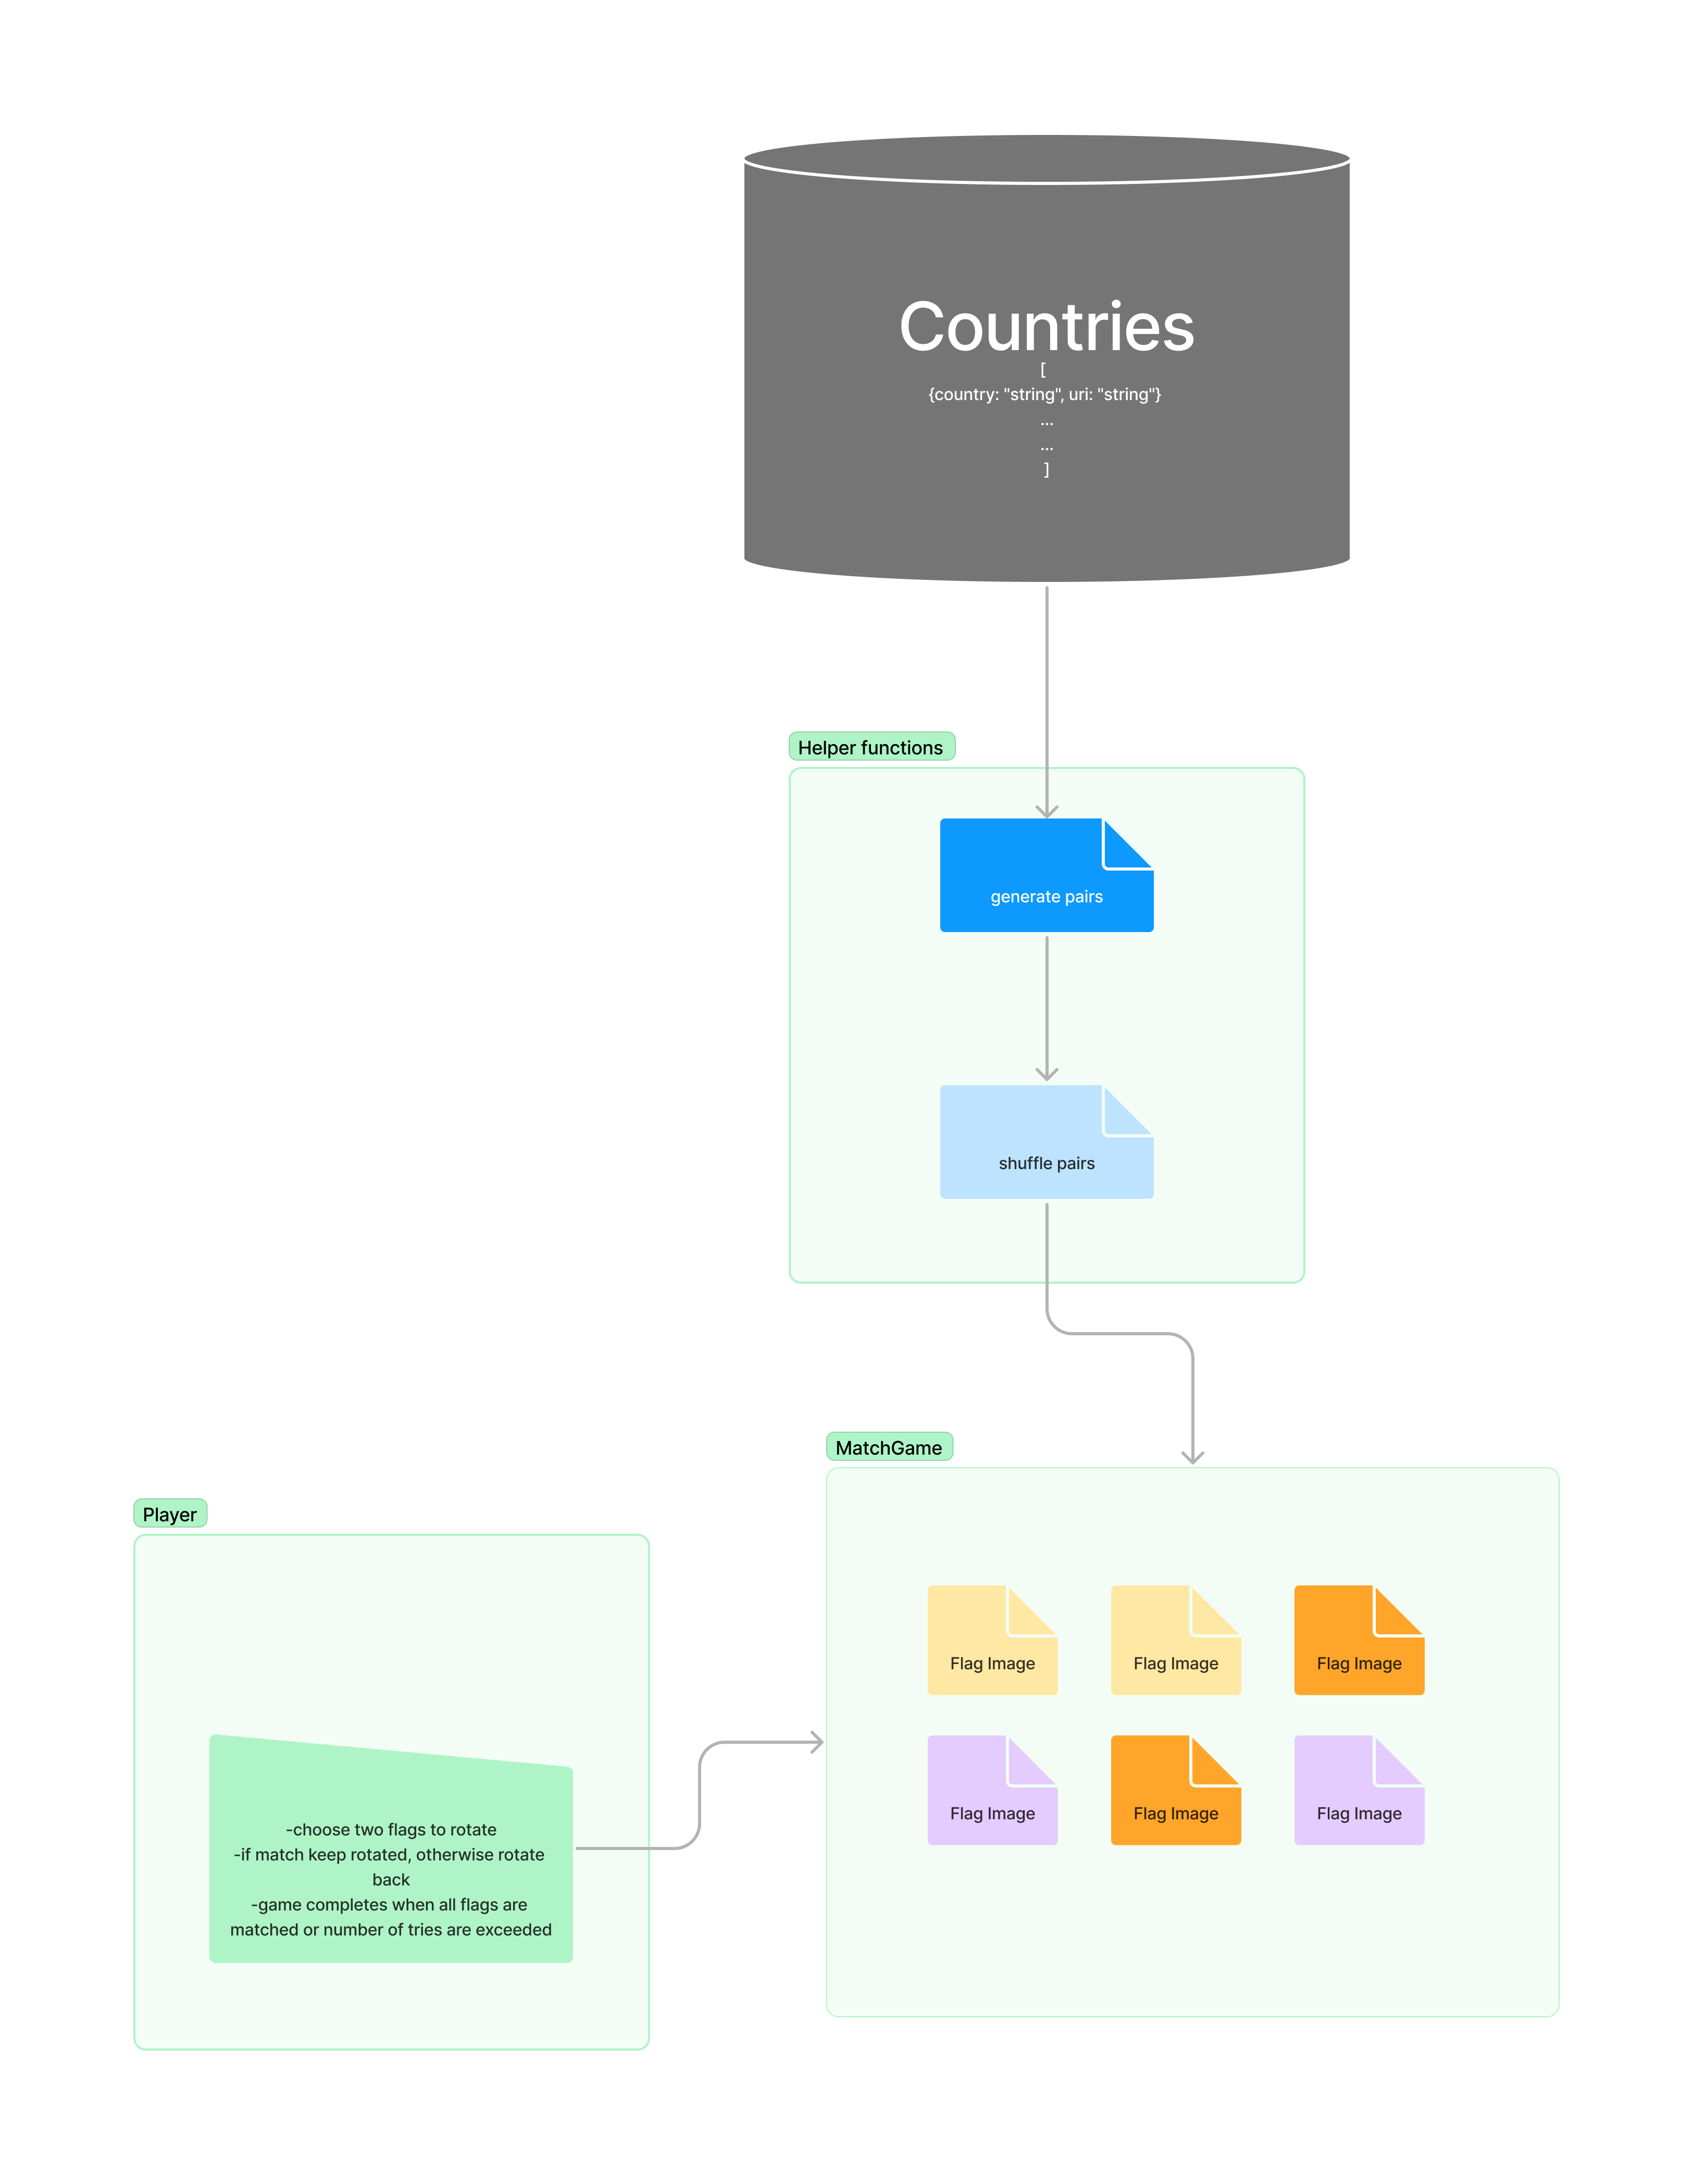 Countries
[
{country: "string", uri: "string"}
...
...
]
Helper functions
generate pairs
shuffle pairs
MatchGame
Flag Image
Flag Image
Flag Image
Flag Image
Flag Image
Flag Image
Player
-choose two flags to rotate
-if match keep rotated, otherwise rotate
back
-game completes when all flags are
matched or number of tries are exceeded